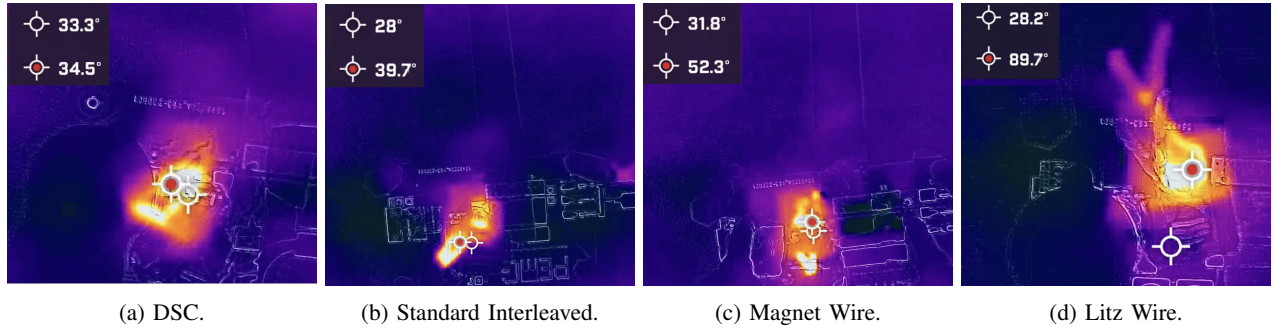 33.3°
34.5°
28°
39.7°
31.8°
52.3°
28.2°
89.7°
(a) DSC.
(b) Standard Interleaved.
(c) Magnet Wire.
(d) Litz Wire.